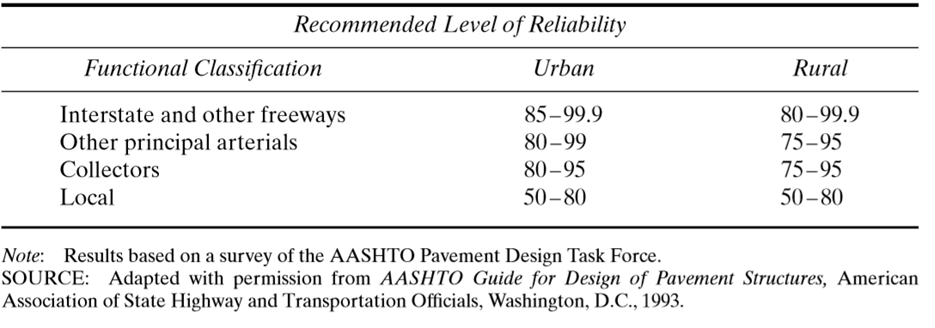 Recommended Level of Reliability
Functional Classification Urban Rural
Interstate and other freeways 85–99.9 80–99.9
Other principal arterials 80–99 75–95
Collectors 80–95 75–95
Local 50–80 50–80
Note: Results based on a survey of the AASHTO Pavement Design Task Force.
SOURCE: Adapted with permission from AASHTO Guide for Design of Pavement Structures, American
Association of State Highway and Transportation Officials, Washington, D.C., 1993.